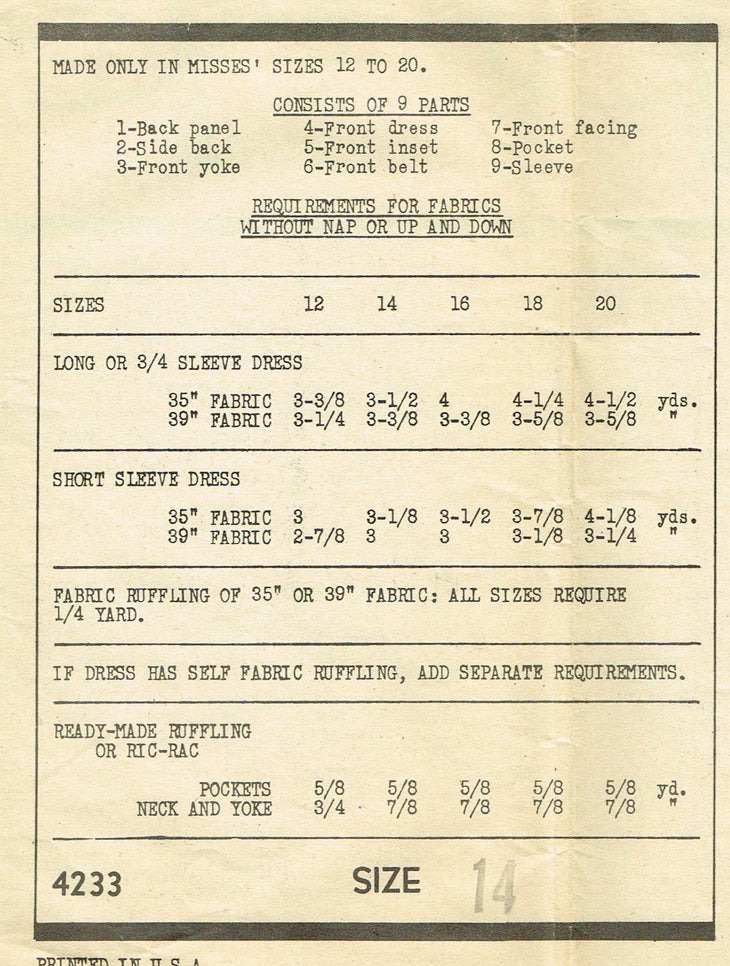 MADE ONLY IN MISSES' SIZES 12 TO 20.
CONSISTS OF 9 PARTS
1-Back panel 4-Front dress 7-Front facing
2-Side back 5-Front inset 8-Pocket
3-Front yoke 6-Front belt 9-Sleeve
REQUIREMENTS FOR FABRICS
WITHOUT NAP OR UP AND DOWN
SIZES 12 14 16 18 20
LONG OR 3/4 SLEEVE DRESS
35" FABRIC 3-3/8 3-1/2 4 4-1/4 4-1/2 yds.
39" FABRIC 3-1/4 3-3/8 3-3/8 3-5/8 3-5/8 "
SHORT SLEEVE DRESS
35" FABRIC 3 3-1/8 3-1/2 3-7/8 4-1/8 yds.
39" FABRIC 2-7/8 3 3 3-1/8 3-1/4 "
FABRIC RUFFLING OF 35" OR 39" FABRIC: ALL SIZES REQUIRE
1/4 YARD.
IF DRESS HAS SELF FABRIC RUFFLING, ADD SEPARATE REQUIREMENTS.
READY-MADE RUFFLING
OR RIC-RAC
POCKETS 5/8 5/8 5/8 5/8 5/8 yd.
NECK AND YOKE 3/4 7/8 7/8 7/8 7/8 "
4233 SIZE 14
PRINTED IN U.S.A.